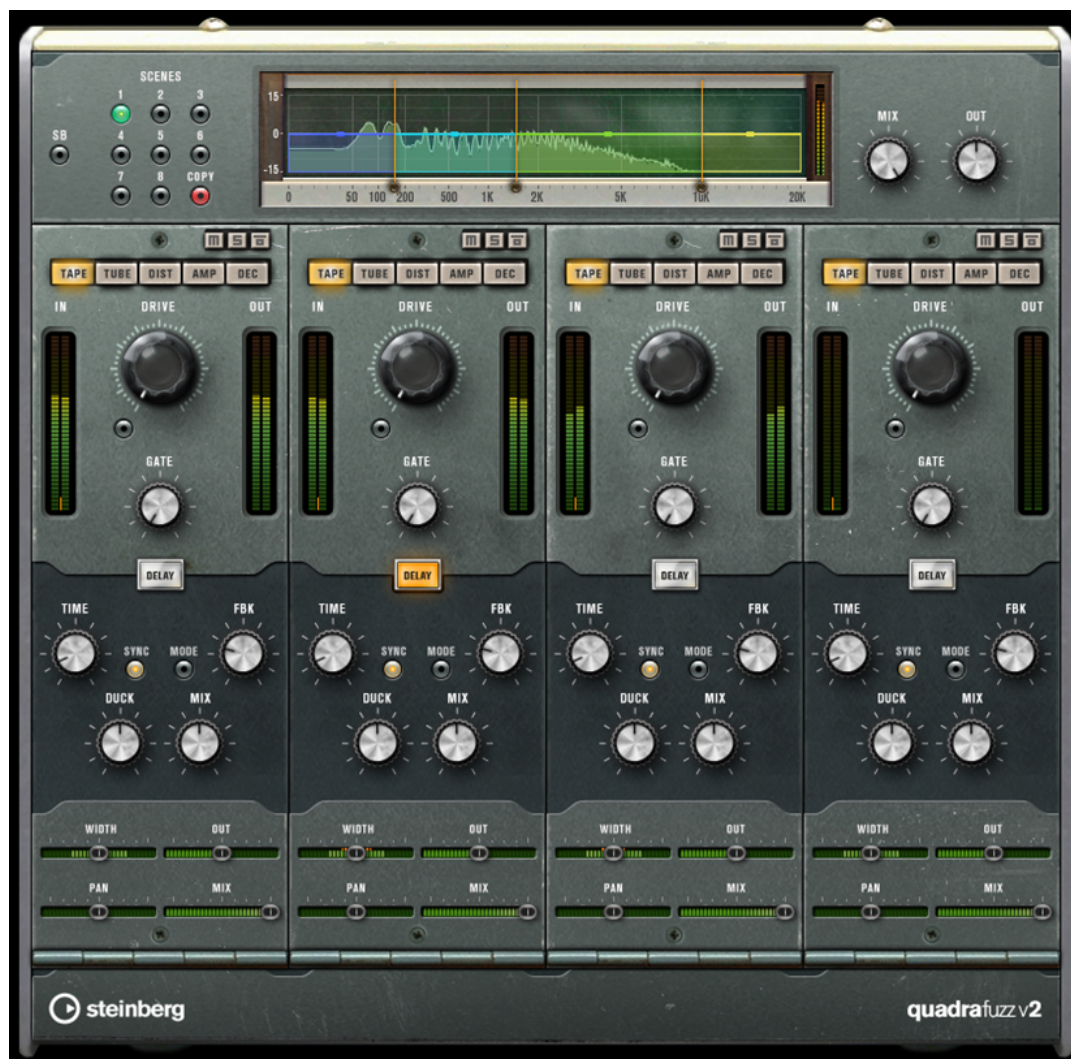 SCENES
1 2 3
SB
4 5 6
7 8 COPY
15
0
-15
0 50 100 200 500 1K 2K 5K 10K 20K
MIX OUT
M S
M S
M S
M S
TAPE TUBE DIST AMP DEC
TAPE TUBE DIST AMP DEC
TAPE TUBE DIST AMP DEC
TAPE TUBE DIST AMP DEC
IN DRIVE OUT
IN DRIVE OUT
IN DRIVE OUT
IN DRIVE OUT
GATE
GATE
GATE
GATE
DELAY
DELAY
DELAY
DELAY
TIME FBK
TIME FBK
TIME FBK
TIME FBK
SYNC MODE
SYNC MODE
SYNC MODE
SYNC MODE
DUCK MIX
DUCK MIX
DUCK MIX
DUCK MIX
WIDTH OUT
WIDTH OUT
WIDTH OUT
WIDTH OUT
PAN MIX
PAN MIX
PAN MIX
PAN MIX
steinberg
quadrafuzz v2